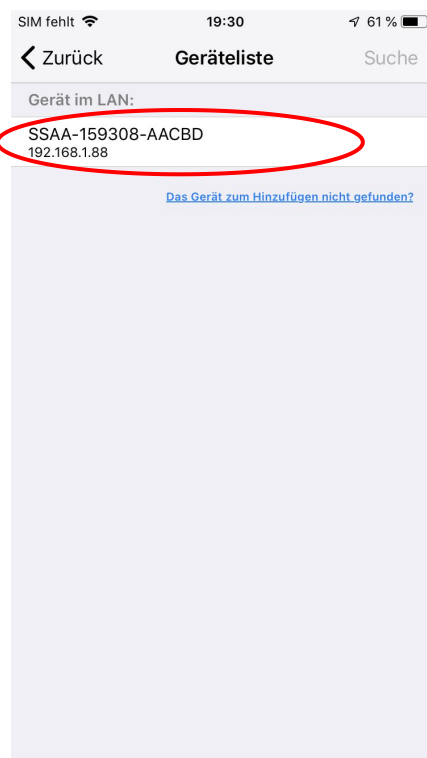 SIM fehlt 19:30 61 %
Zurück Geräteliste Suche
Gerät im LAN:
SSAA-159308-AACBD
192.168.1.88
Das Gerät zum Hinzufügen nicht gefunden?